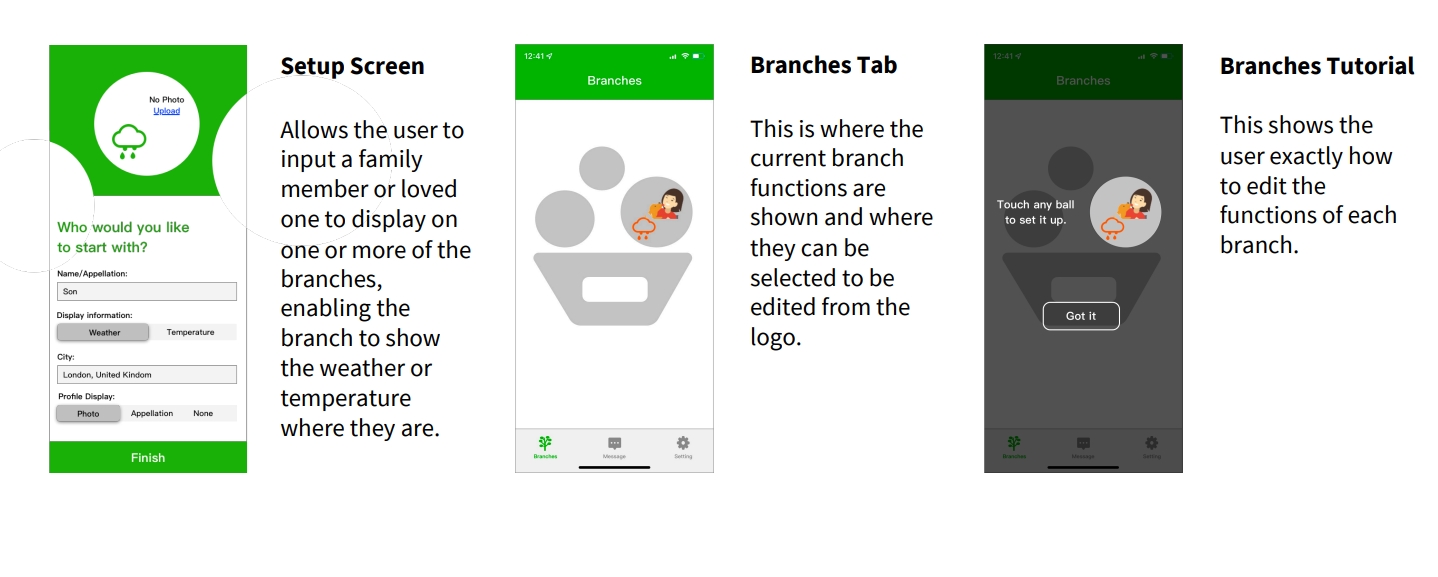 No Photo
Upload
Who would you like
to start with?
Name/Appellation:
Son
Display information:
Weather
Temperature
City:
London, United Kindom
Profile Display:
Photo
Appellation
None
Finish
Setup Screen
Allows the user to
input a family
member or loved
one to display on
one or more of the
branches,
enabling the
branch to show
the weather or
temperature
where they are.
12:41
Branches
Branches
Message
Setting
Branches Tab
This is where the
current branch
functions are
shown and where
they can be
selected to be
edited from the
logo.
12:41
Branches
Touch any ball
to set it up.
Got it
Branches
Message
Setting
Branches Tutorial
This shows the
user exactly how
to edit the
functions of each
branch.